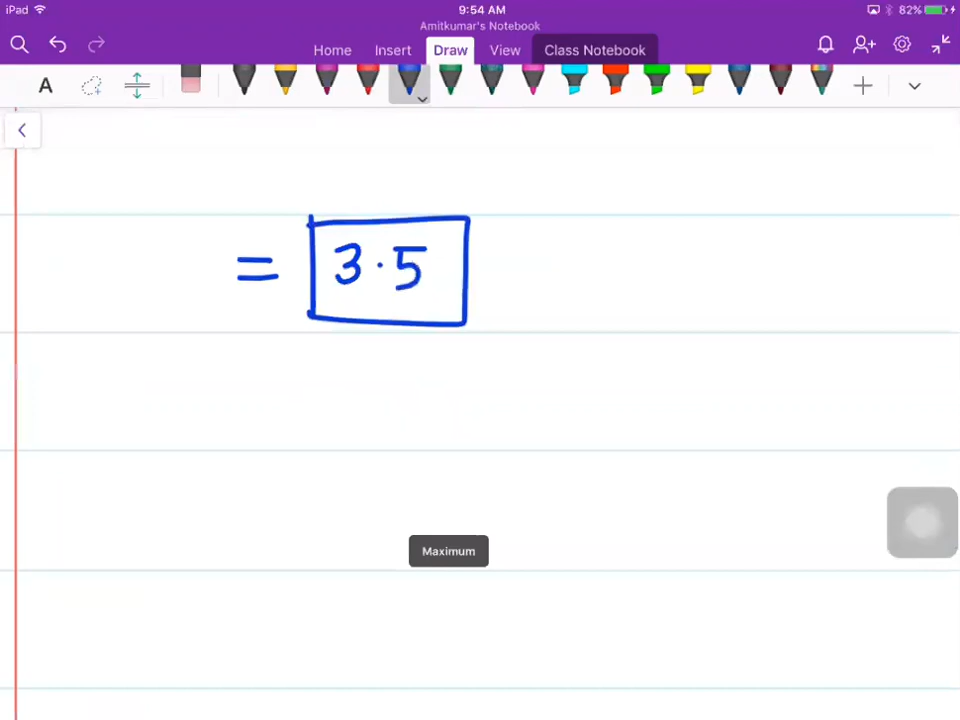 iPad 9:54 AM 82%
Amitkumar's Notebook
Home Insert Draw View Class Notebook
A
= 3·5
Maximum